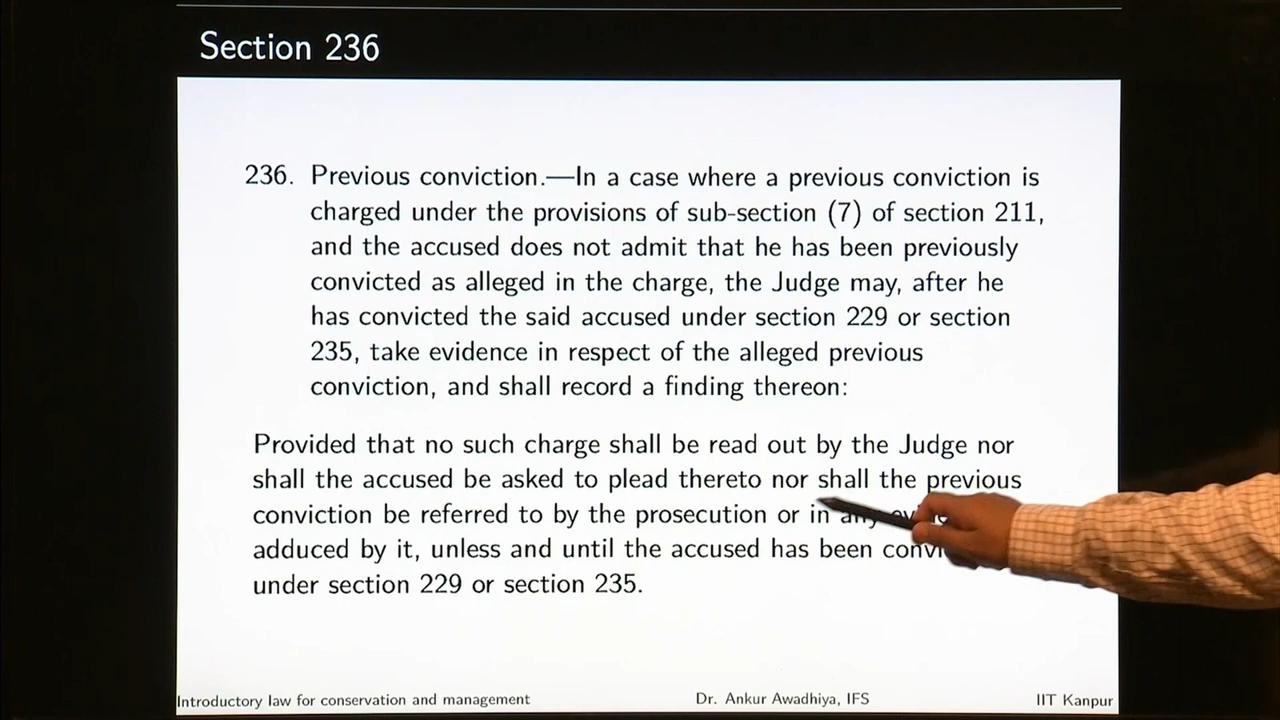 Section 236
236. Previous conviction.—In a case where a previous conviction is
charged under the provisions of sub-section (7) of section 211,
and the accused does not admit that he has been previously
convicted as alleged in the charge, the Judge may, after he
has convicted the said accused under section 229 or section
235, take evidence in respect of the alleged previous
conviction, and shall record a finding thereon:
Provided that no such charge shall be read out by the Judge nor
shall the accused be asked to plead thereto nor shall the previous
conviction be referred to by the prosecution or in any
adduced by it, unless and until the accused has been
under section 229 or section 235.
Introductory law for conservation and management Dr. Ankur Awadhiya, IFS IIT Kanpur